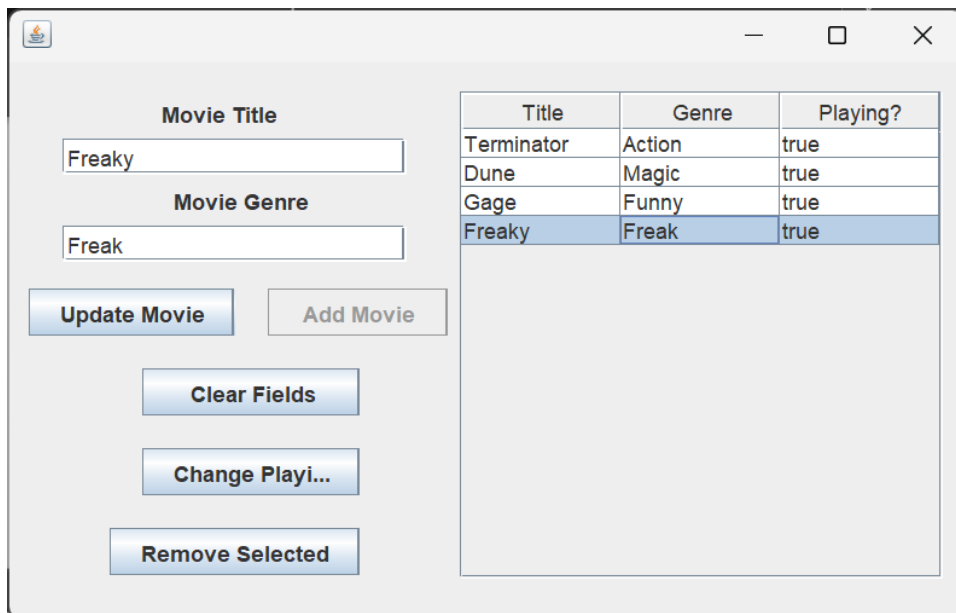 Movie Title
Freaky
Movie Genre
Freak
Update Movie Add Movie
Clear Fields
Change Playi...
Remove Selected
Title Genre Playing?
Terminator Action true
Dune Magic true
Gage Funny true
Freaky Freak true